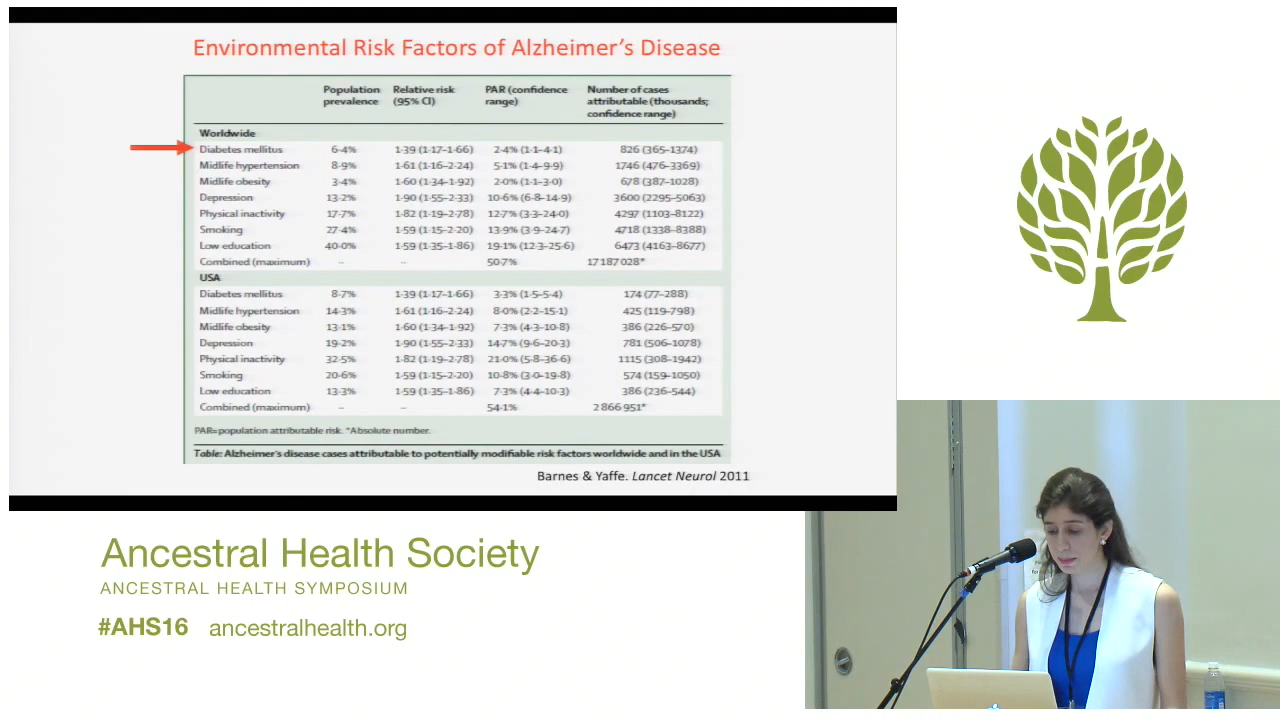 Environmental Risk Factors of Alzheimer's Disease
Population prevalence Relative risk (95% CI) PAR (confidence range) Number of cases attributable (thousands; confidence range)
Worldwide
Diabetes mellitus 6·4% 1·39 (1·17–1·66) 2·4% (1·1–4·1) 826 (365–1374)
Midlife hypertension 8·9% 1·61 (1·16–2·24) 5·1% (1·4–9·9) 1746 (476–3369)
Midlife obesity 3·4% 1·60 (1·34–1·92) 2·0% (1·1–3·0) 678 (387–1028)
Depression 13·2% 1·90 (1·55–2·33) 10·6% (6·8–14·9) 3600 (2295–5063)
Physical inactivity 17·7% 1·82 (1·19–2·78) 12·7% (3·3–24·0) 4297 (1103–8122)
Smoking 27·4% 1·59 (1·15–2·20) 13·9% (3·9–24·7) 4718 (1338–8388)
Low education 40·0% 1·59 (1·35–1·86) 19·1% (12·3–25·6) 6473 (4163–8677)
Combined (maximum) ·· ·· 50·7% 17 187 028*
USA
Diabetes mellitus 8·7% 1·39 (1·17–1·66) 3·3% (1·5–5·4) 174 (77–288)
Midlife hypertension 14·3% 1·61 (1·16–2·24) 8·0% (2·2–15·1) 425 (119–798)
Midlife obesity 13·1% 1·60 (1·34–1·92) 7·3% (4·3–10·8) 386 (226–570)
Depression 19·2% 1·90 (1·55–2·33) 14·7% (9·6–20·3) 781 (506–1078)
Physical inactivity 32·5% 1·82 (1·19–2·78) 21·0% (5·8–36·6) 1115 (308–1942)
Smoking 20·6% 1·59 (1·15–2·20) 10·8% (3·0–19·8) 574 (159–1050)
Low education 13·3% 1·59 (1·35–1·86) 7·3% (4·4–10·3) 386 (236–544)
Combined (maximum) ·· ·· 54·1% 2 866 951*
PAR=population attributable risk. *Absolute number.
Table: Alzheimer's disease cases attributable to potentially modifiable risk factors worldwide and in the USA
Barnes & Yaffe. Lancet Neurol 2011
Ancestral Health Society
ANCESTRAL HEALTH SYMPOSIUM
#AHS16 ancestralhealth.org